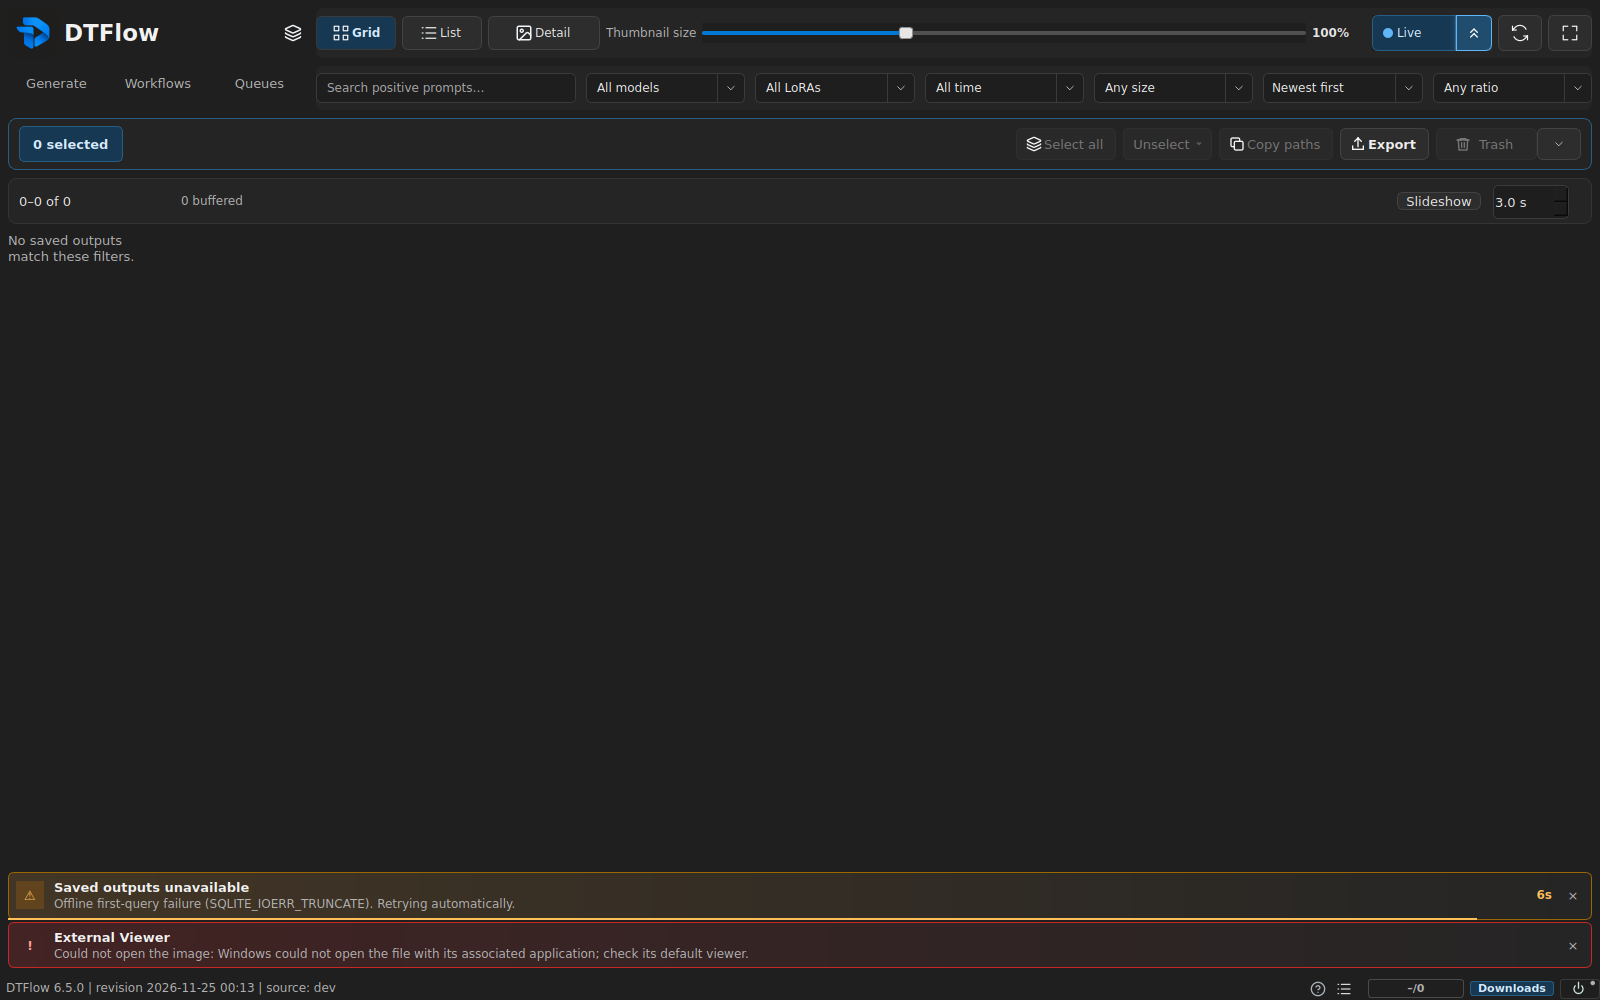 DTFlow
Grid
List
Detail
Thumbnail size
100%
Live
Generate
Workflows
Queues
Search positive prompts...
All models
All LoRAs
All time
Any size
Newest first
Any ratio
0 selected
Select all
Unselect
Copy paths
Export
Trash
0–0 of 0
0 buffered
Slideshow
3.0 s
No saved outputs
match these filters.
Saved outputs unavailable
Offline first-query failure (SQLITE_IOERR_TRUNCATE). Retrying automatically.
6s
External Viewer
Could not open the image: Windows could not open the file with its associated application; check its default viewer.
DTFlow 6.5.0 | revision 2026-11-25 00:13 | source: dev
–/0
Downloads